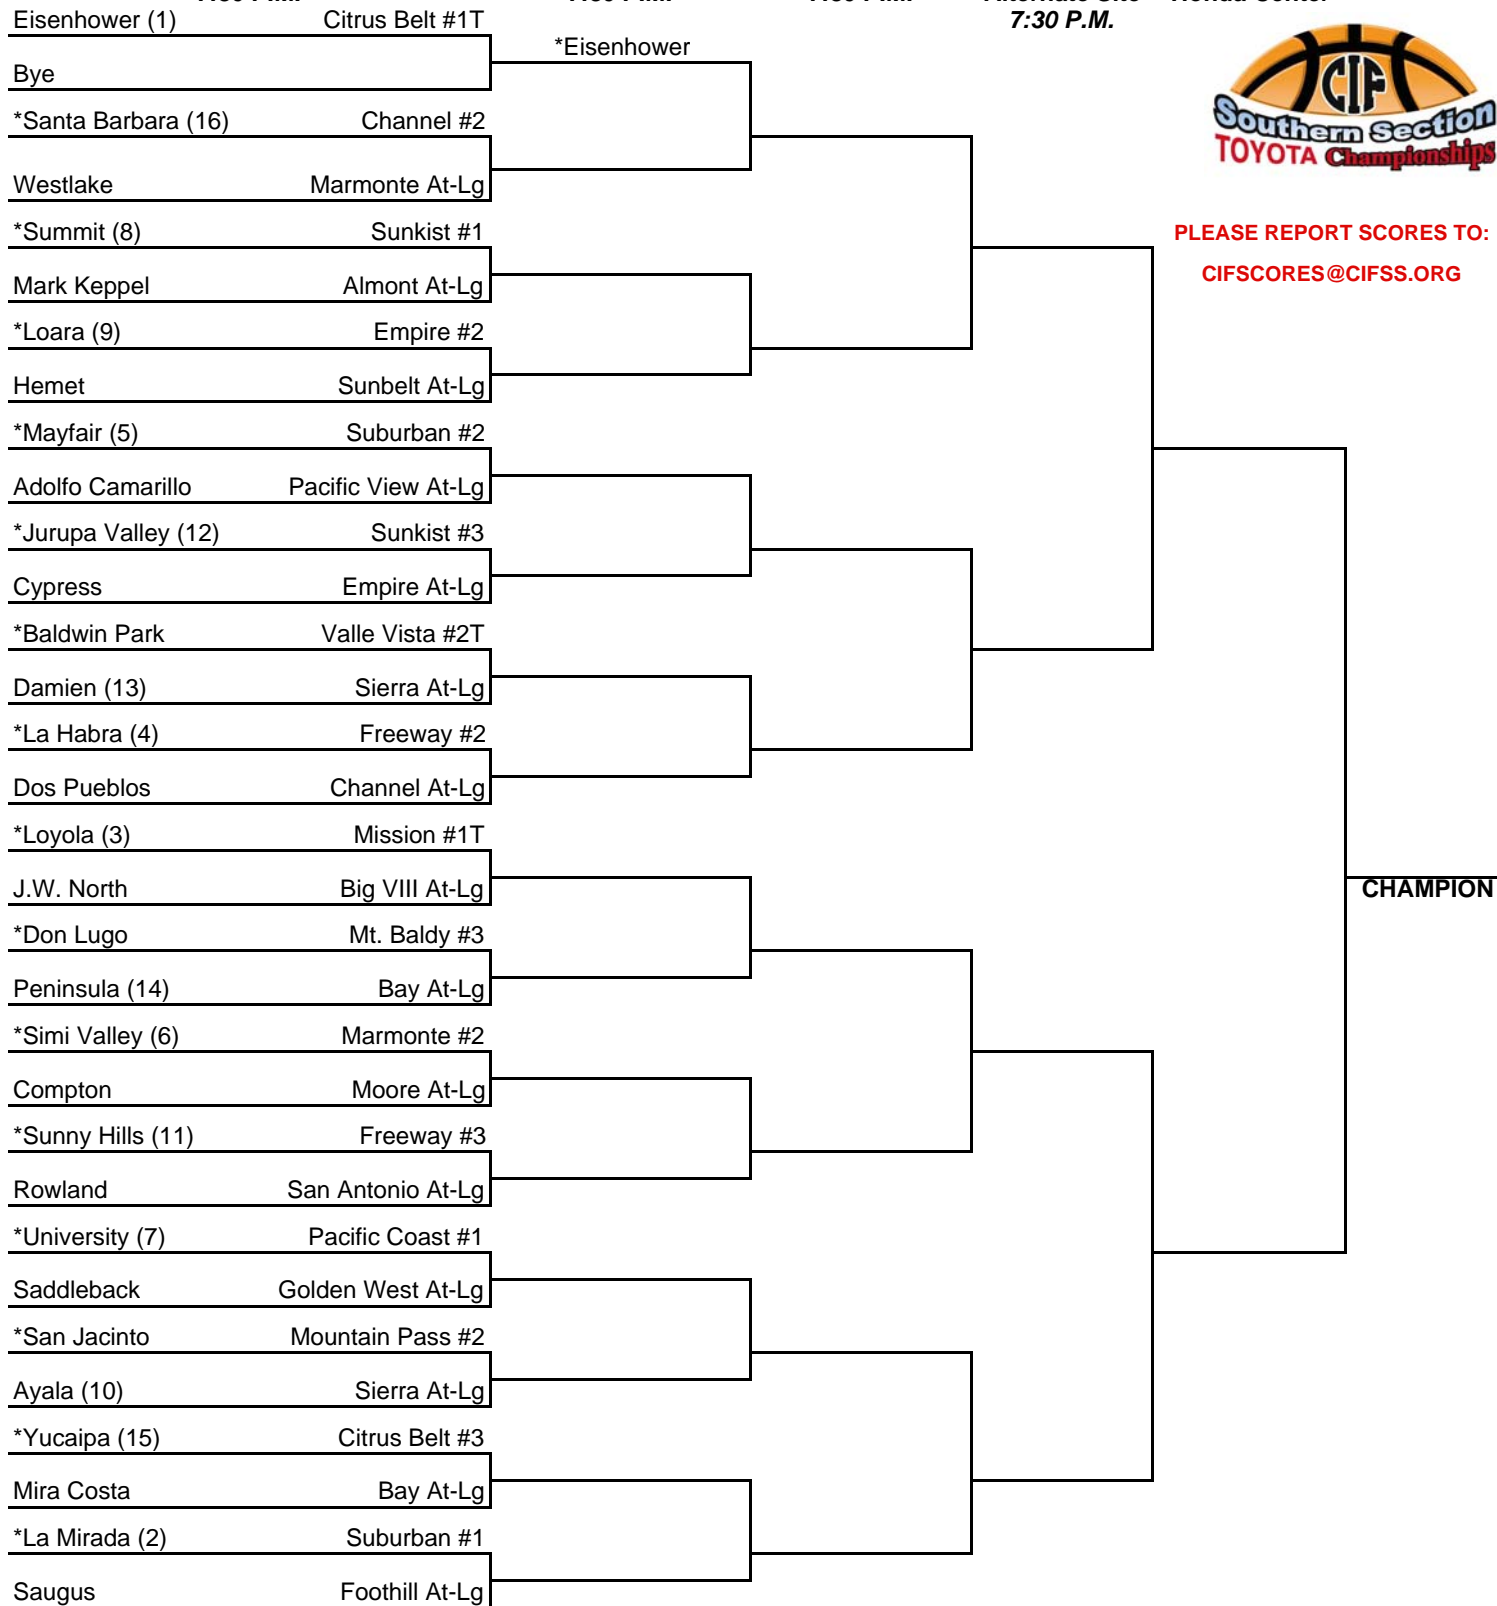 7:30 P.M.
Eisenhower (1) Citrus Belt #1T
*Eisenhower
Bye
*Santa Barbara (16) Channel #2
Westlake Marmonte At-Lg
*Summit (8) Sunkist #1
PLEASE REPORT SCORES TO:
Mark Keppel Almont At-Lg
CIFSCORES@CIFSS.ORG
*Loara (9) Empire #2
Hemet Sunbelt At-Lg
*Mayfair (5) Suburban #2
Adolfo Camarillo Pacific View At-Lg
*Jurupa Valley (12) Sunkist #3
Cypress Empire At-Lg
*Baldwin Park Valle Vista #2T
Damien (13) Sierra At-Lg
*La Habra (4) Freeway #2
Dos Pueblos Channel At-Lg
*Loyola (3) Mission #1T
J.W. North Big VIII At-Lg
CHAMPION
*Don Lugo Mt. Baldy #3
Peninsula (14) Bay At-Lg
*Simi Valley (6) Marmonte #2
Compton Moore At-Lg
*Sunny Hills (11) Freeway #3
Rowland San Antonio At-Lg
*University (7) Pacific Coast #1
Saddleback Golden West At-Lg
*San Jacinto Mountain Pass #2
Ayala (10) Sierra At-Lg
*Yucaipa (15) Citrus Belt #3
Mira Costa Bay At-Lg
*La Mirada (2) Suburban #1
Saugus Foothill At-Lg
CIF
Southern Section
TOYOTA Championships